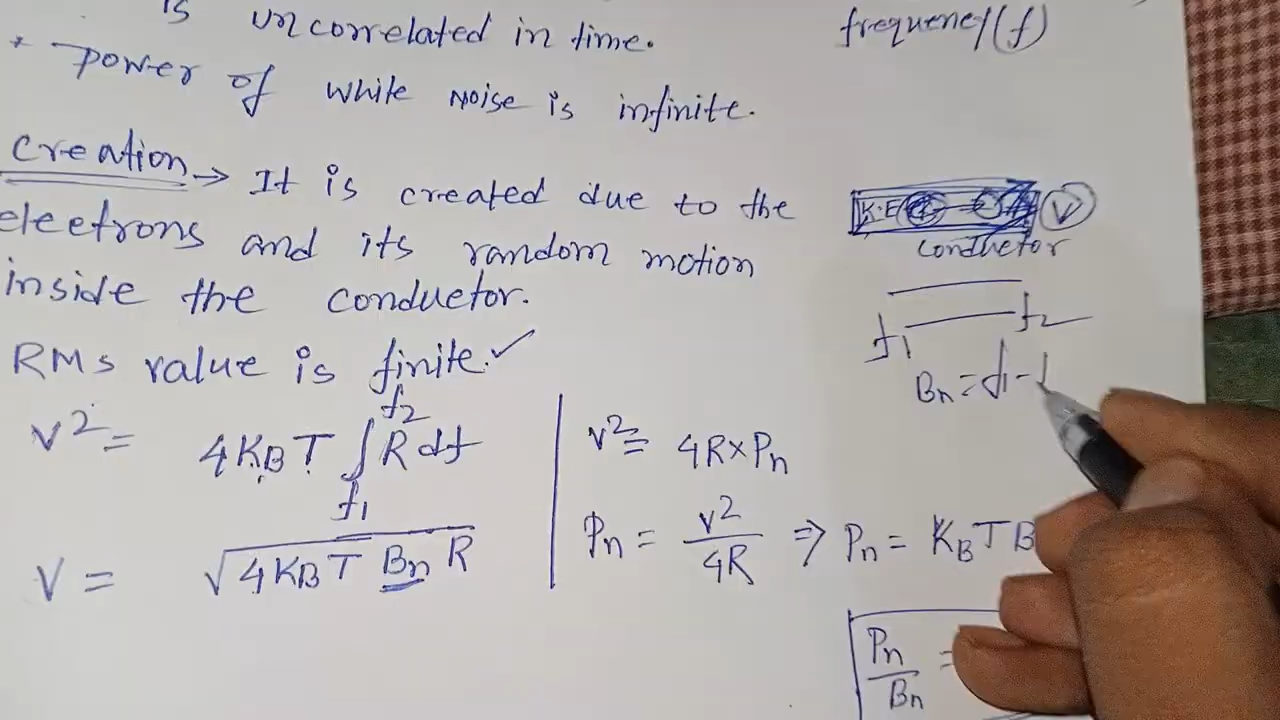 is uncorrelated in time.
frequency(f)
* power of white Noise is infinite.
creation → It is created due to the
electrons and its random motion
inside the conductor.
K.E
V
conductor
f1 f2
Bn = f1 -
RMS value is finite. ✓
V² = 4KBT ∫ R df
f2
f1
V = √4KBT Bn R
V² = 4R×Pn
Pn = V²/4R ⇒ Pn = KBTB
Pn/Bn =